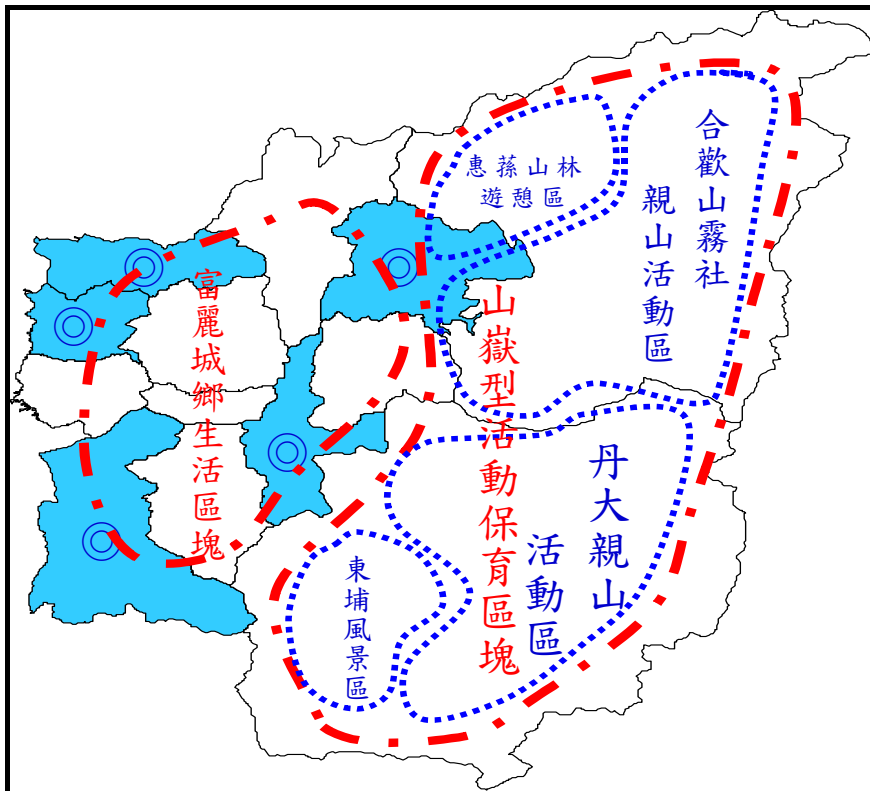 惠蓀山林
遊憩區
合歡山霧社
親山活動區
富麗城鄉生活區塊
山嶽型活動保育區塊
丹大親山
活動區
東埔風景區